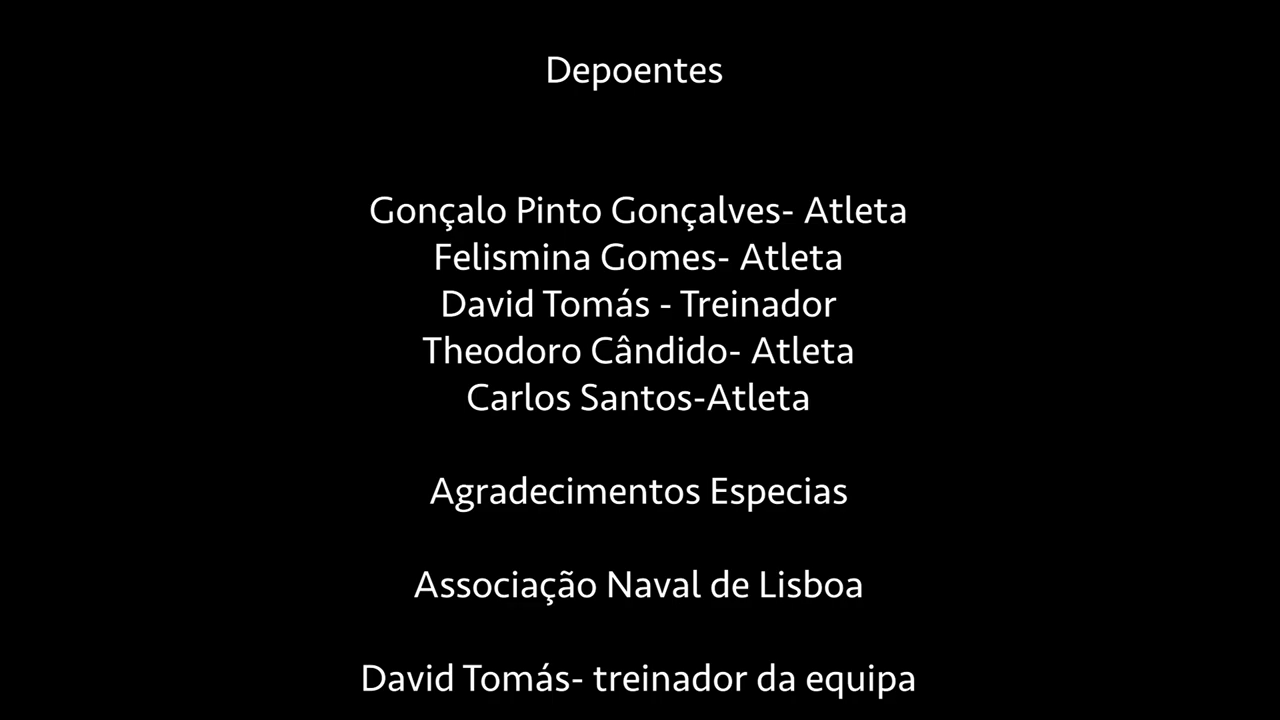 Depoentes
Gonçalo Pinto Gonçalves- Atleta
Felismina Gomes- Atleta
David Tomás - Treinador
Theodoro Cândido- Atleta
Carlos Santos-Atleta
Agradecimentos Especias
Associação Naval de Lisboa
David Tomás- treinador da equipa